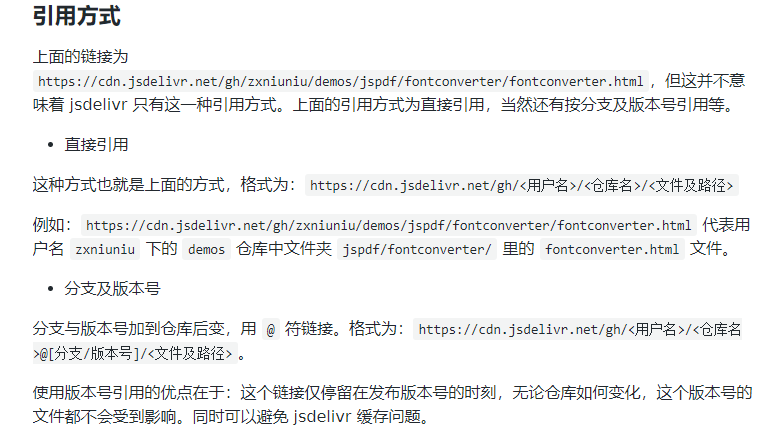 引用方式
上面的链接为
https://cdn.jsdelivr.net/gh/zxniuniu/demos/jspdf/fontconverter/fontconverter.html，但这并不意
味着 jsdelivr 只有这一种引用方式。上面的引用方式为直接引用，当然还有按分支及版本号引用等。
• 直接引用
这种方式也就是上面的方式，格式为：https://cdn.jsdelivr.net/gh/<用户名>/<仓库名>/<文件及路径>
例如：https://cdn.jsdelivr.net/gh/zxniuniu/demos/jspdf/fontconverter/fontconverter.html 代表用
户名 zxniuniu 下的 demos 仓库中文件夹 jspdf/fontconverter/ 里的 fontconverter.html 文件。
• 分支及版本号
分支与版本号加到仓库后变，用 @ 符链接。格式为：https://cdn.jsdelivr.net/gh/<用户名>/<仓库名
>@[分支/版本号]/<文件及路径>。
使用版本号引用的优点在于：这个链接仅停留在发布版本号的时刻，无论仓库如何变化，这个版本号的
文件都不会受到影响。同时可以避免 jsdelivr 缓存问题。